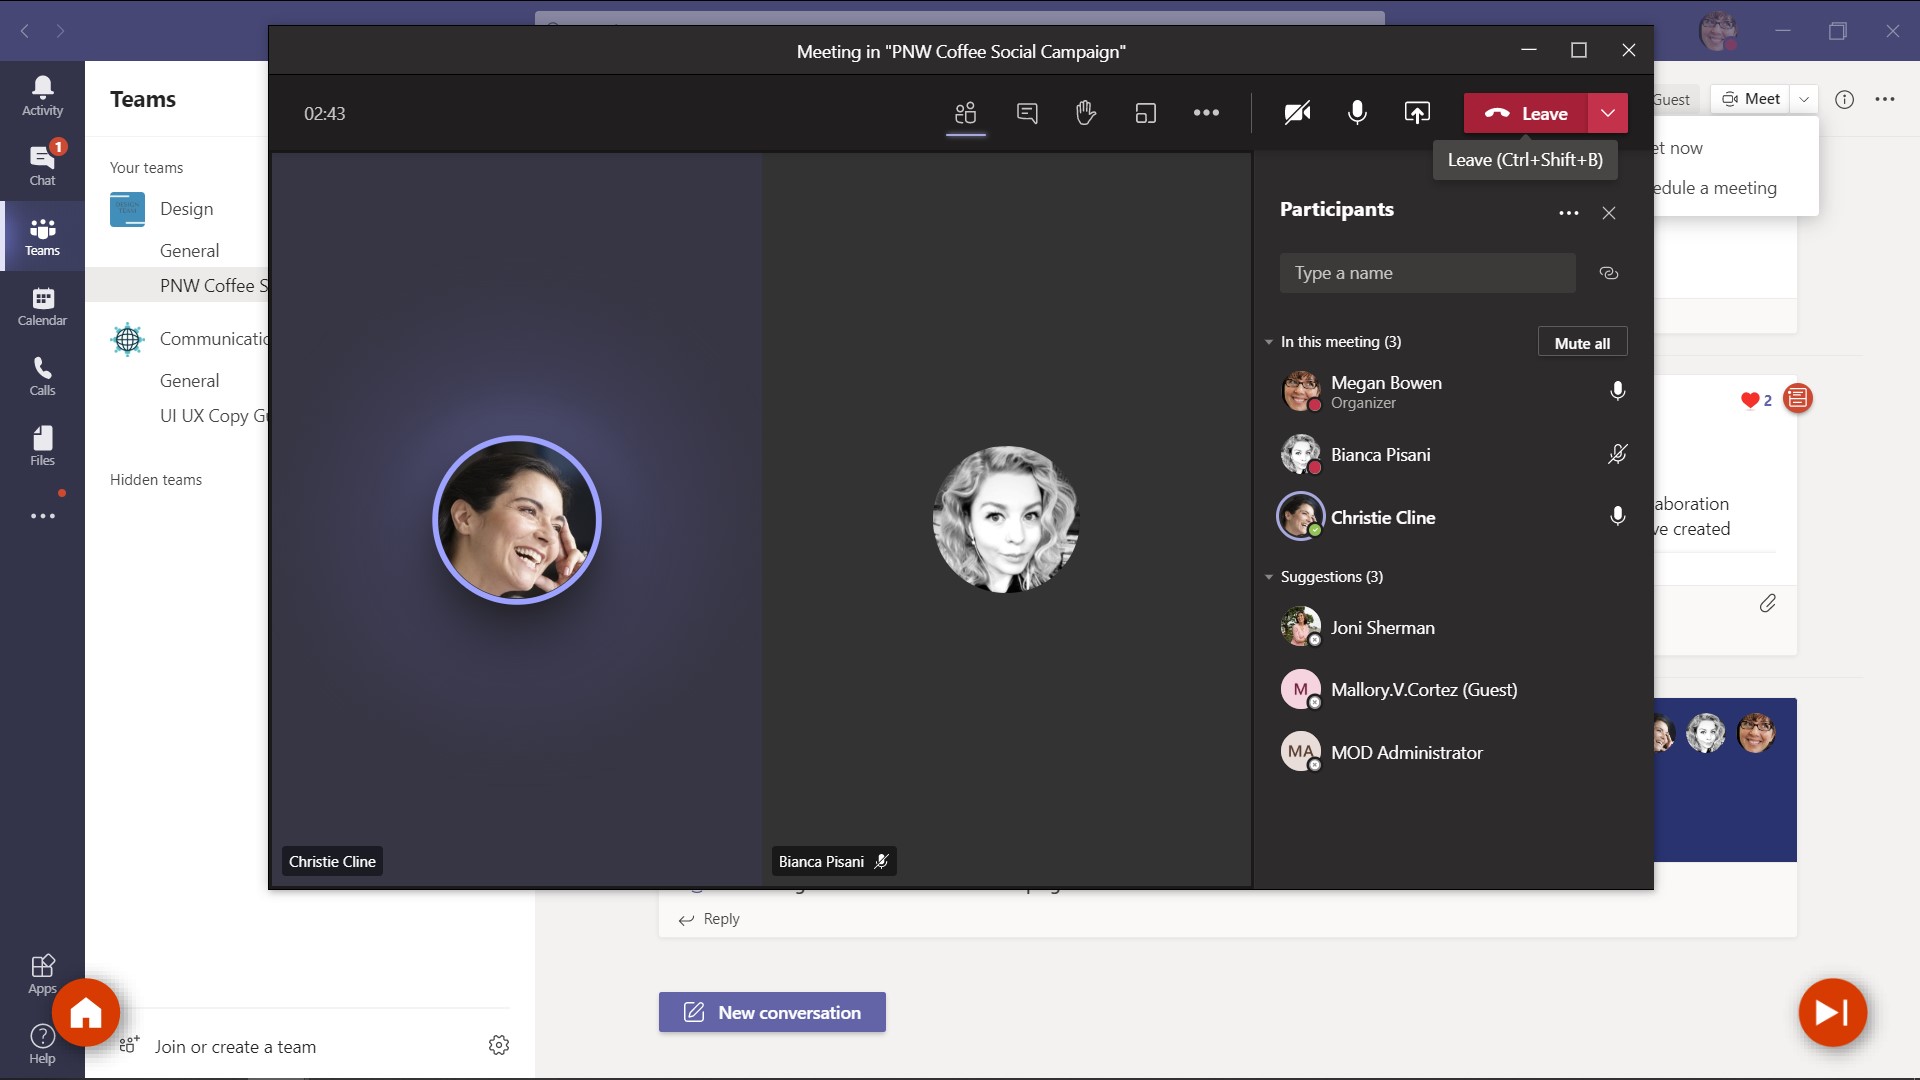 Meeting in "PNW Coffee Social Campaign"
02:43
Leave
Leave (Ctrl+Shift+B)
Guest
Meet
et now
edule a meeting
Activity
1
Chat
Teams
Calendar
Calls
Files
Apps
Help
Teams
Your teams
Design
General
PNW Coffee S
Communicatio
General
UI UX Copy Gu
Hidden teams
Join or create a team
Christie Cline
Bianca Pisani
Participants
Type a name
In this meeting (3)
Mute all
Megan Bowen
Organizer
Bianca Pisani
Christie Cline
Suggestions (3)
Joni Sherman
M
Mallory.V.Cortez (Guest)
MA
MOD Administrator
2
aboration
ve created
Reply
New conversation